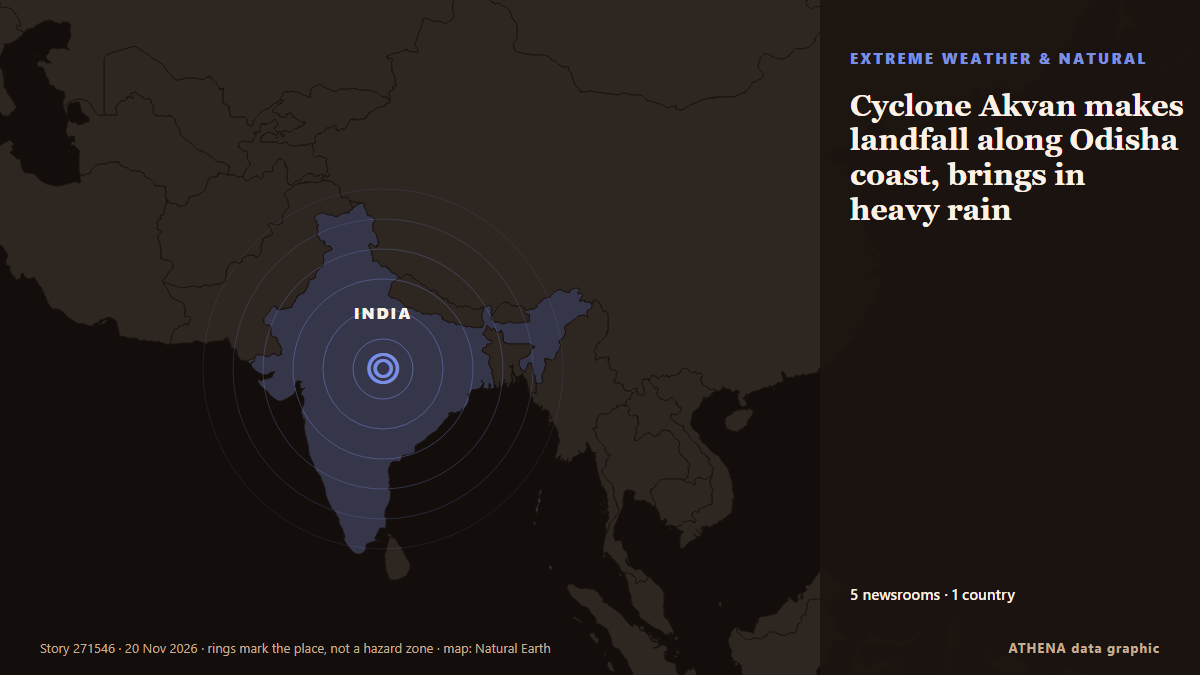 EXTREME WEATHER & NATURAL
Cyclone Akvan makes
landfall along Odisha
coast, brings in
heavy rain
INDIA
5 newsrooms · 1 country
Story 271546 · 20 Nov 2026 · rings mark the place, not a hazard zone · map: Natural Earth
ATHENA data graphic